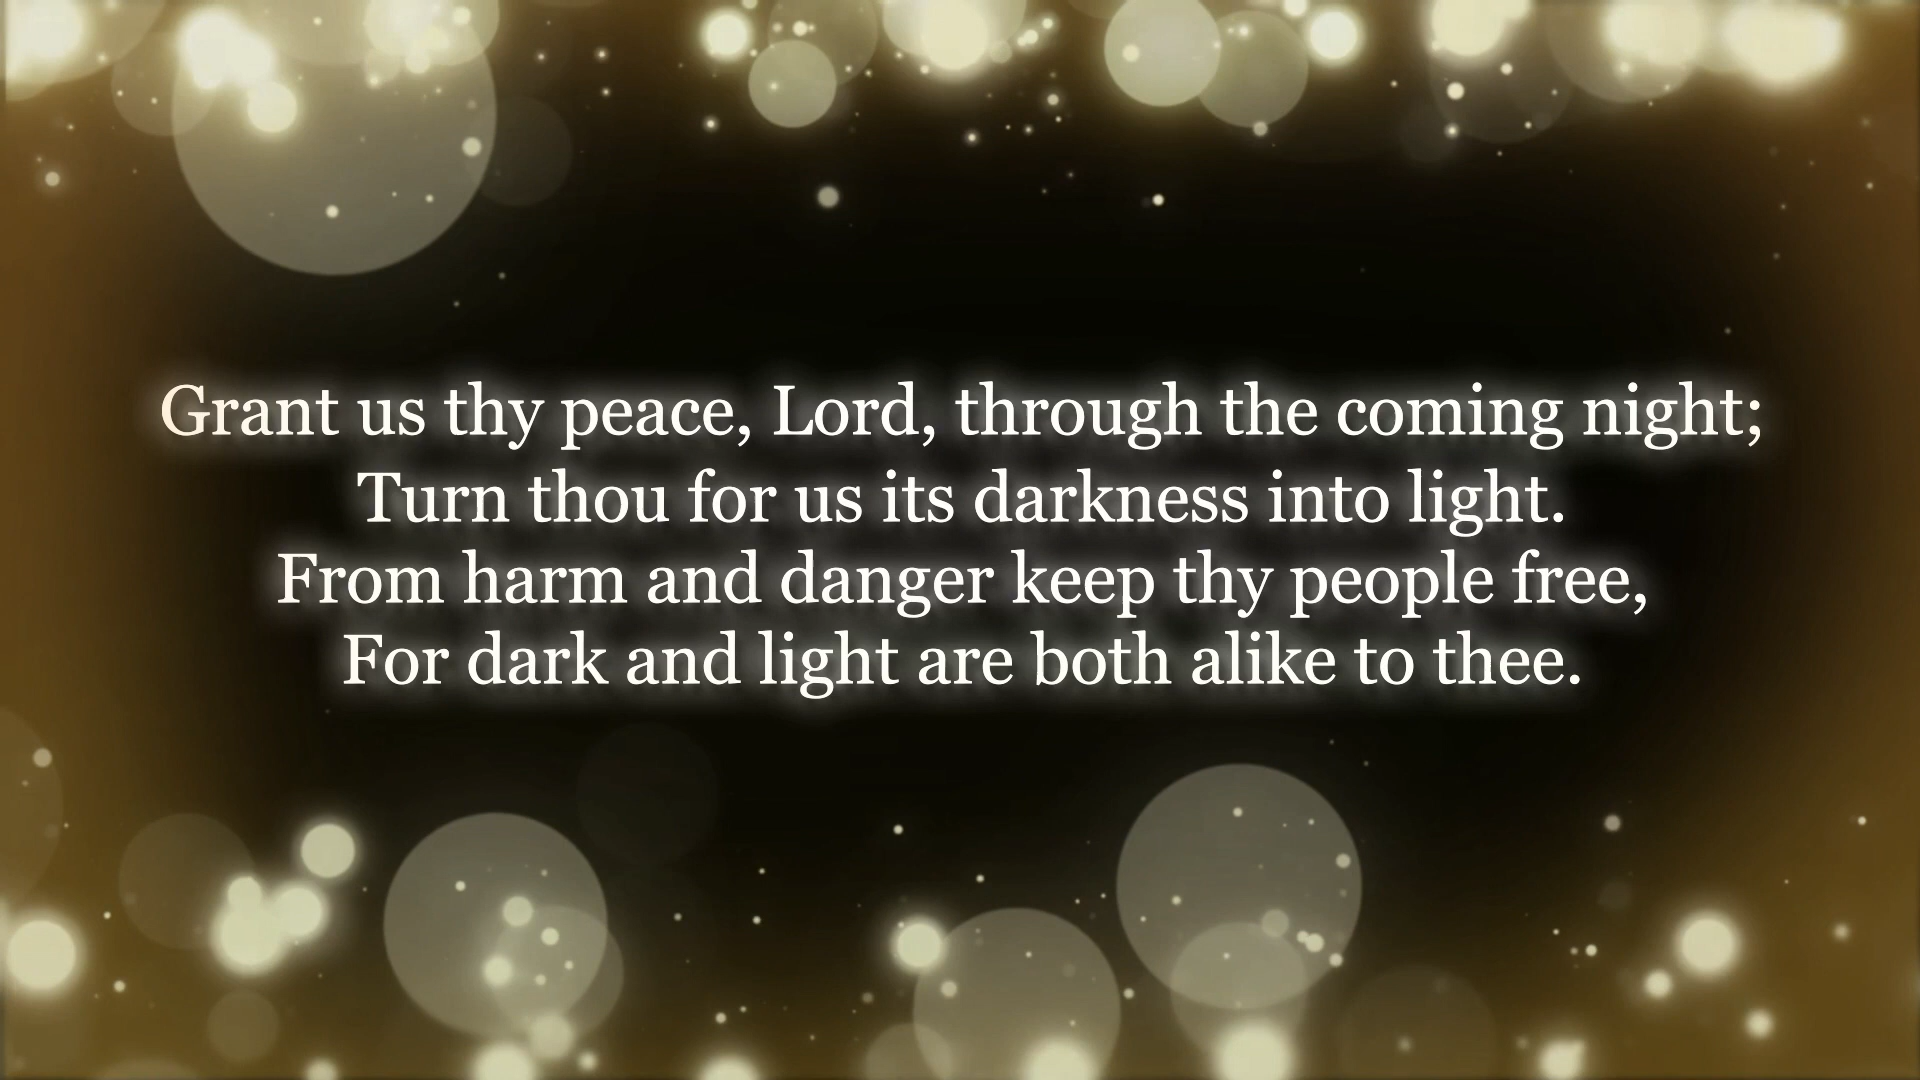 Grant us thy peace, Lord, through the coming night;
Turn thou for us its darkness into light.
From harm and danger keep thy people free,
For dark and light are both alike to thee.